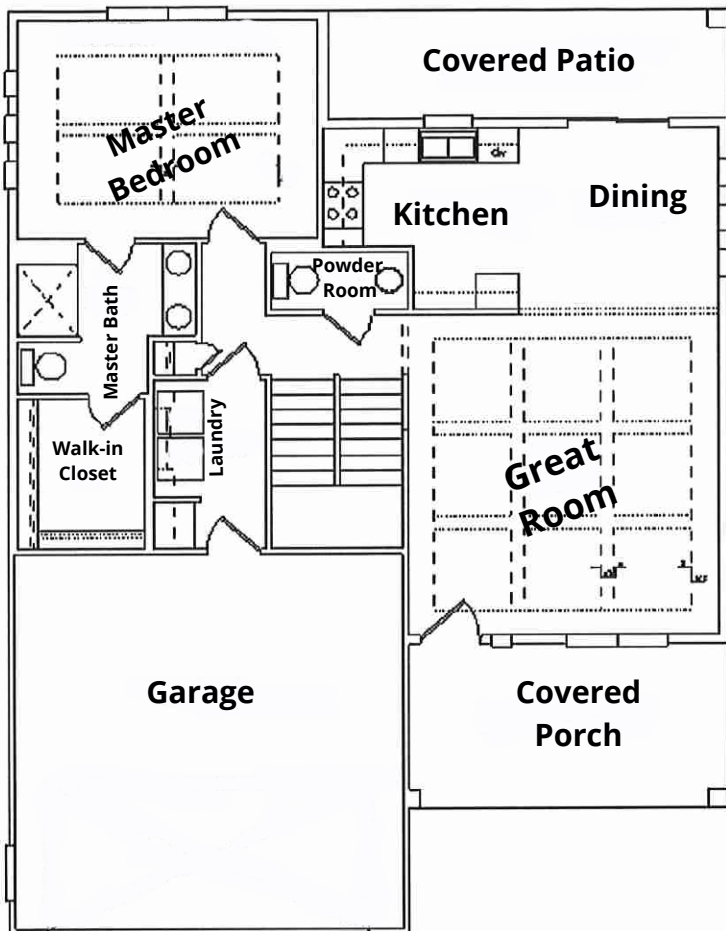 Covered Patio
Master
Bedroom
Dining
Kitchen
Powder
Room
Master Bath
Laundry
Walk-in
Closet
Great
Room
Garage
Covered
Porch